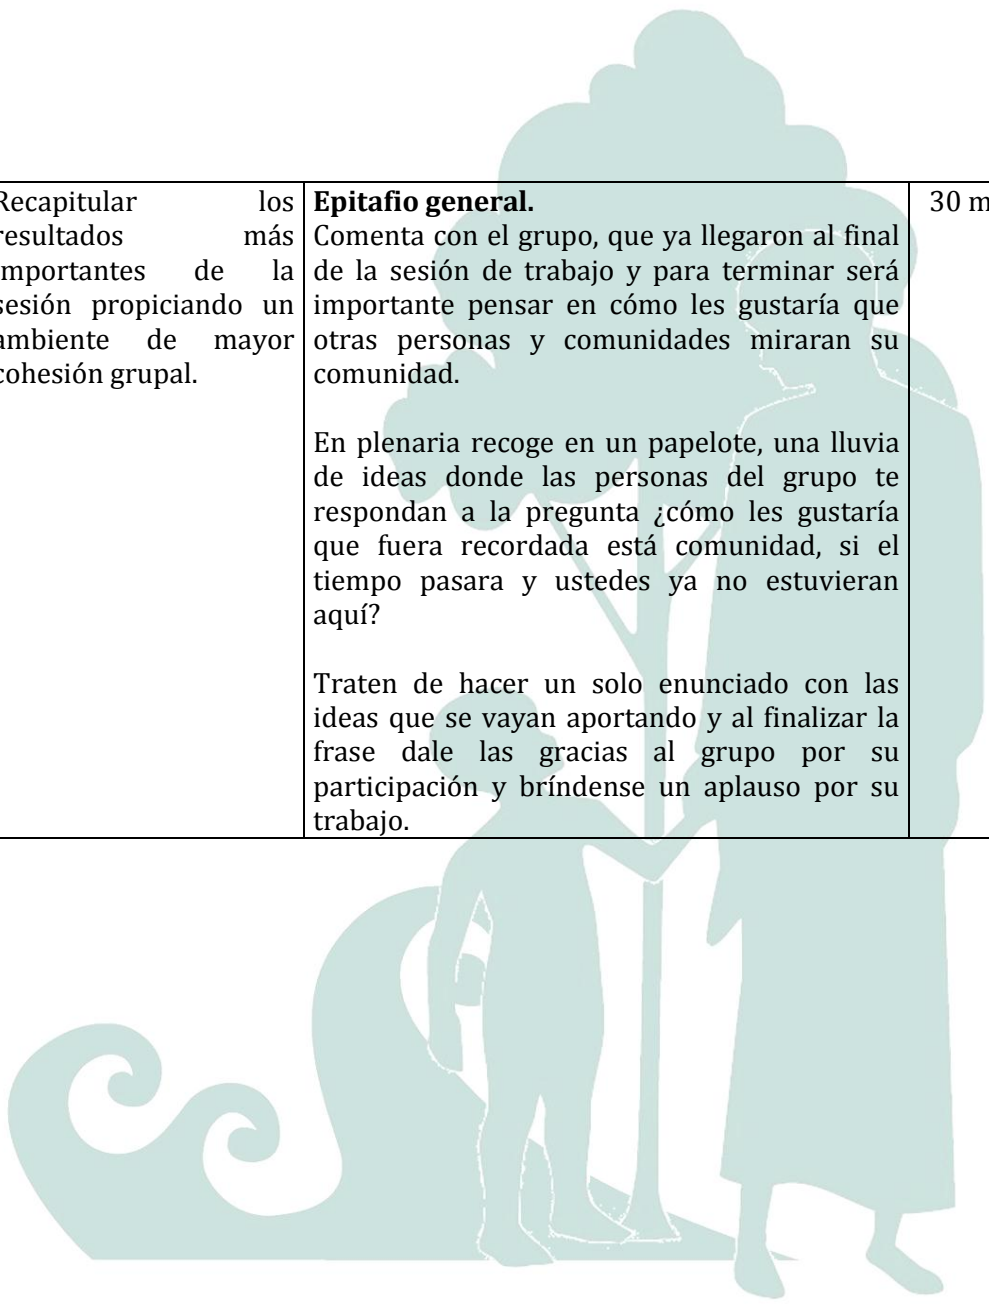 Recapitular los
resultados más
importantes de la
sesión propiciando un
ambiente de mayor
cohesión grupal.
Epitafio general.
Comenta con el grupo, que ya llegaron al final
de la sesión de trabajo y para terminar será
importante pensar en cómo les gustaría que
otras personas y comunidades miraran su
comunidad.
En plenaria recoge en un papelote, una lluvia
de ideas donde las personas del grupo te
respondan a la pregunta ¿cómo les gustaría
que fuera recordada está comunidad, si el
tiempo pasara y ustedes ya no estuvieran
aquí?
Traten de hacer un solo enunciado con las
ideas que se vayan aportando y al finalizar la
frase dale las gracias al grupo por su
participación y bríndense un aplauso por su
trabajo.
30 m